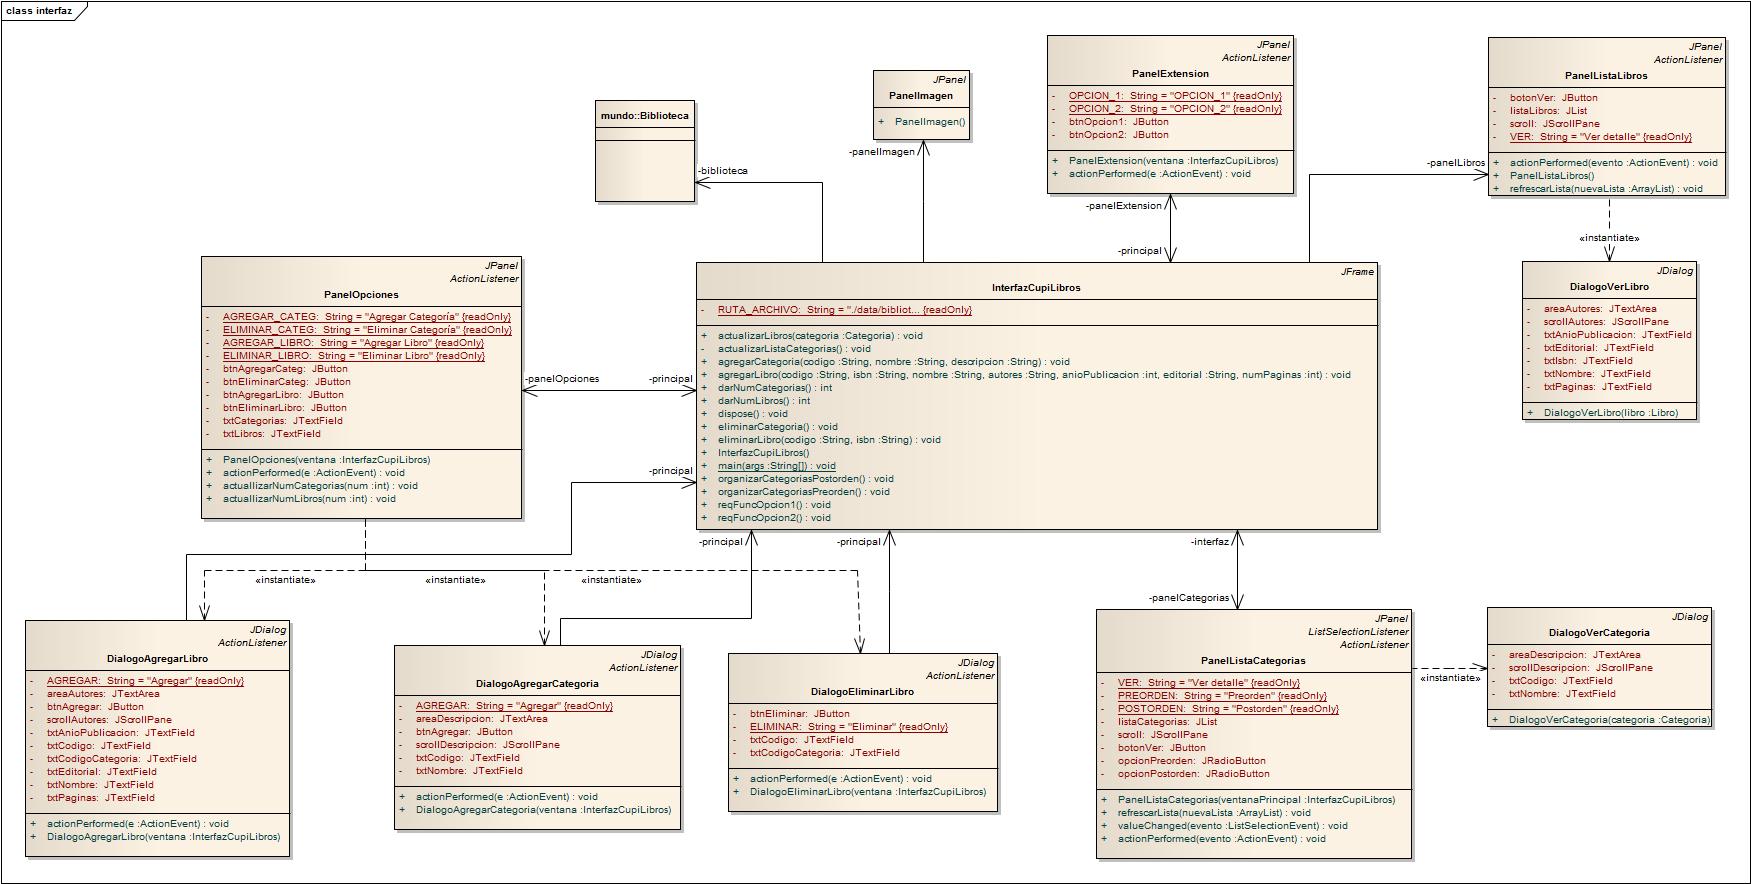 class interfaz
JPanel
ActionListener
PanelExtension
- OPCION_1: String = "OPCION_1" {readOnly}
- OPCION_2: String = "OPCION_2" {readOnly}
- btnOpcion1: JButton
- btnOpcion2: JButton
+ PanelExtension(ventana :InterfazCupiLibros)
+ actionPerformed(e :ActionEvent) : void
JPanel
ActionListener
PanelListaLibros
- botonVer: JButton
- listaLibros: JList
- scroll: JScrollPane
- VER: String = "Ver detalle" {readOnly}
+ actionPerformed(evento :ActionEvent) : void
+ PanelListaLibros()
+ refrescarLista(nuevaLista :ArrayList) : void
JPanel
PanelImagen
+ PanelImagen()
mundo::Biblioteca
-biblioteca
-panelImagen
-panelExtension
-principal
-panelLibros
«instantiate»
JPanel
ActionListener
PanelOpciones
- AGREGAR_CATEG: String = "Agregar Categoría" {readOnly}
- ELIMINAR_CATEG: String = "Eliminar Categoría" {readOnly}
- AGREGAR_LIBRO: String = "Agregar Libro" {readOnly}
- ELIMINAR_LIBRO: String = "Eliminar Libro" {readOnly}
- btnAgregarCateg: JButton
- btnEliminarCateg: JButton
- btnAgregarLibro: JButton
- btnEliminarLibro: JButton
- txtCategorias: JTextField
- txtLibros: JTextField
+ PanelOpciones(ventana :InterfazCupiLibros)
+ actionPerformed(e :ActionEvent) : void
+ actuallizarNumCategorias(num :int) : void
+ actuallizarNumLibros(num :int) : void
-panelOpciones
-principal
-principal
JFrame
InterfazCupiLibros
- RUTA_ARCHIVO: String = "./data/bibliot... {readOnly}
+ actualizarLibros(categoria :Categoria) : void
- actualizarListaCategorias() : void
+ agregarCategoria(codigo :String, nombre :String, descripcion :String) : void
+ agregarLibro(codigo :String, isbn :String, nombre :String, autores :String, anioPublicacion :int, editorial :String, numPaginas :int) : void
+ darNumCategorias() : int
+ darNumLibros() : int
+ dispose() : void
+ eliminarCategoria() : void
+ eliminarLibro(codigo :String, isbn :String) : void
+ InterfazCupiLibros()
+ main(args :String[]) : void
+ organizarCategoriasPostorden() : void
+ organizarCategoriasPreorden() : void
+ reqFuncOpcion1() : void
+ reqFuncOpcion2() : void
JDialog
DialogoVerLibro
- areaAutores: JTextArea
- scrollAutores: JScrollPane
- txtAnioPublicacion: JTextField
- txtEditorial: JTextField
- txtIsbn: JTextField
- txtNombre: JTextField
- txtPaginas: JTextField
+ DialogoVerLibro(libro :Libro)
-principal
-principal
-interfaz
«instantiate»
«instantiate»
«instantiate»
-panelCategorias
JDialog
ActionListener
DialogoAgregarLibro
- AGREGAR: String = "Agregar" {readOnly}
- areaAutores: JTextArea
- btnAgregar: JButton
- scrollAutores: JScrollPane
- txtAnioPublicacion: JTextField
- txtCodigo: JTextField
- txtCodigoCategoria: JTextField
- txtEditorial: JTextField
- txtNombre: JTextField
- txtPaginas: JTextField
+ actionPerformed(e :ActionEvent) : void
+ DialogoAgregarLibro(ventana :InterfazCupiLibros)
JDialog
ActionListener
DialogoAgregarCategoria
- AGREGAR: String = "Agregar" {readOnly}
- areaDescripcion: JTextArea
- btnAgregar: JButton
- scrollDescripcion: JScrollPane
- txtCodigo: JTextField
- txtNombre: JTextField
+ actionPerformed(e :ActionEvent) : void
+ DialogoAgregarCategoria(ventana :InterfazCupiLibros)
JDialog
ActionListener
DialogoEliminarLibro
- btnEliminar: JButton
- ELIMINAR: String = "Eliminar" {readOnly}
- txtCodigo: JTextField
- txtCodigoCategoria: JTextField
+ actionPerformed(e :ActionEvent) : void
+ DialogoEliminarLibro(ventana :InterfazCupiLibros)
JPanel
ListSelectionListener
ActionListener
PanelListaCategorias
- VER: String = "Ver detalle" {readOnly}
- PREORDEN: String = "Preorden" {readOnly}
- POSTORDEN: String = "Postorden" {readOnly}
- listaCategorias: JList
- scroll: JScrollPane
- botonVer: JButton
- opcionPreorden: JRadioButton
- opcionPostorden: JRadioButton
+ PanelListaCategorias(ventanaPrincipal :InterfazCupiLibros)
+ refrescarLista(nuevaLista :ArrayList) : void
+ valueChanged(evento :ListSelectionEvent) : void
+ actionPerformed(evento :ActionEvent) : void
«instantiate»
JDialog
DialogoVerCategoria
- areaDescripcion: JTextArea
- scrollDescripcion: JScrollPane
- txtCodigo: JTextField
- txtNombre: JTextField
+ DialogoVerCategoria(categoria :Categoria)